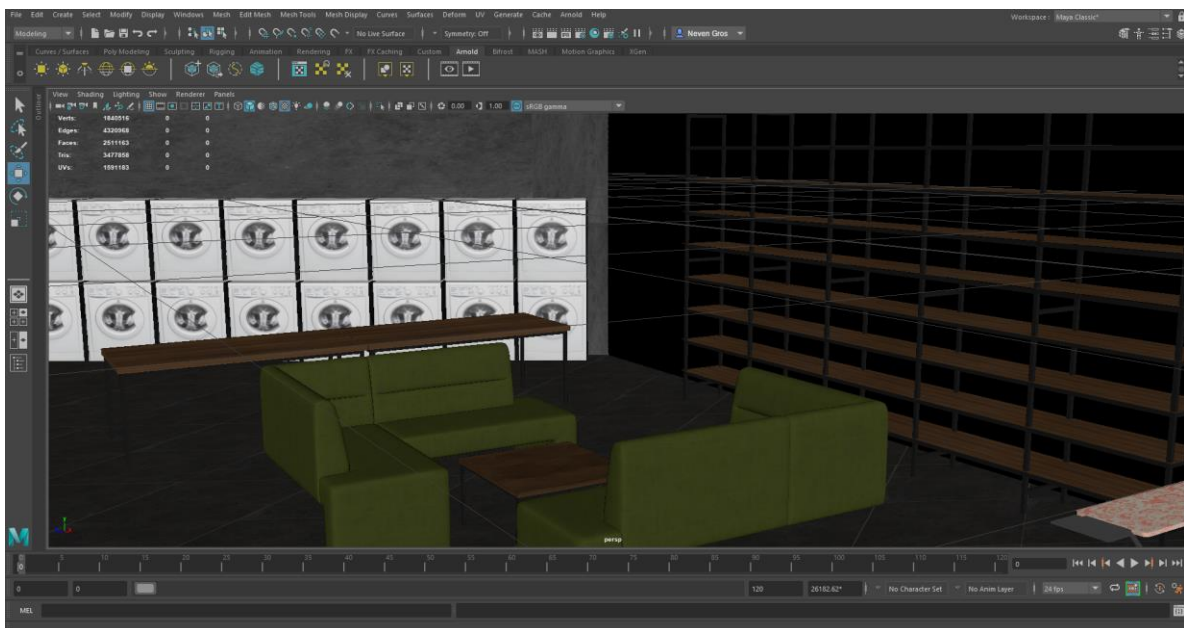 File Edit Create Select Modify Display Windows Mesh Edit Mesh Mesh Tools Mesh Display Curves Surfaces Deform UV Generate Cache Arnold Help Workspace : Maya Classic*
Modeling No Live Surface Symmetry: Off Neven Gros
Curves / Surfaces Poly Modeling Sculpting Rigging Animation Rendering FX FX Caching Custom Arnold Bifrost MASH Motion Graphics XGen
View Shading Lighting Show Renderer Panels
Outliner
0.00 1.00 sRGB gamma
Verts: 1840516 0 0
Edges: 4320968 0 0
Faces: 2511163 0 0
Tris: 3477858 0 0
UVs: 1591183 0 0
persp
5 10 15 20 25 30 35 40 45 50 55 60 65 70 75 80 85 90 95 100 105 110 115 120
0 0
0 0 120 26182.62* No Character Set No Anim Layer 24 fps
MEL